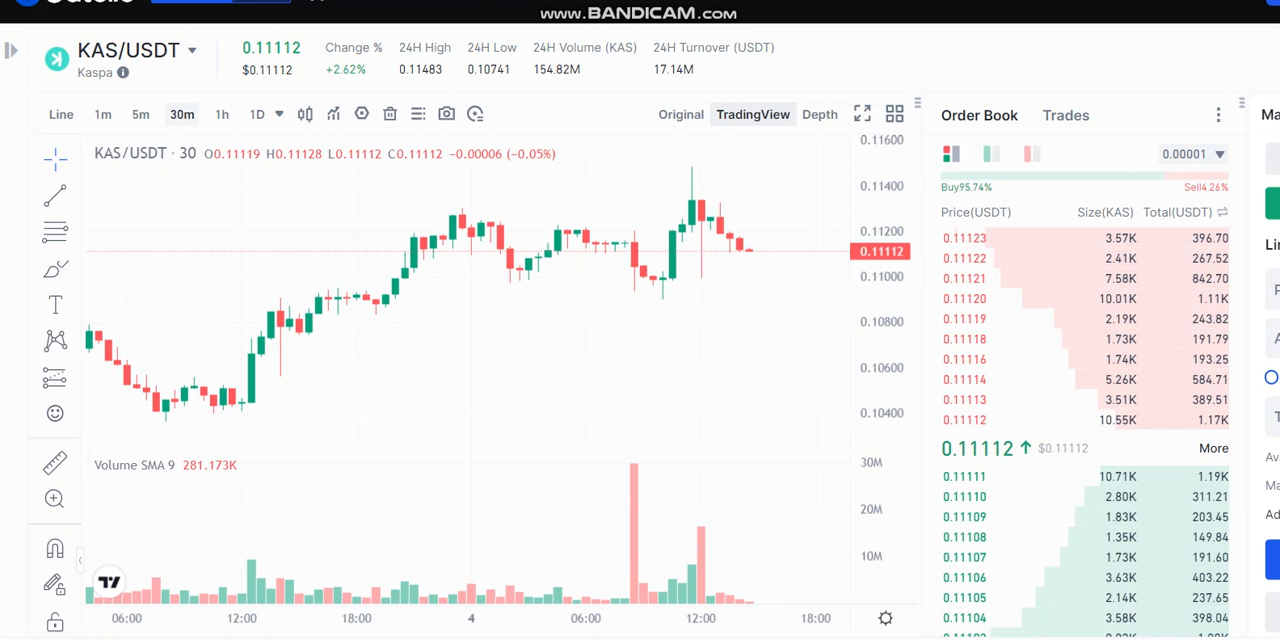 www.BANDICAM.com
KAS/USDT
Kaspa
0.11112
$0.11112
Change %
+2.62%
24H High
0.11483
24H Low
0.10741
24H Volume (KAS)
154.82M
24H Turnover (USDT)
17.14M
Line 1m 5m 30m 1h 1D
Original TradingView Depth
KAS/USDT · 30 O0.11119 H0.11128 L0.11112 C0.11112 −0.00006 (−0.05%)
0.11600
0.11400
0.11200
0.11112
0.11000
0.10800
0.10600
0.10400
Volume SMA 9 281.173K
30M
20M
10M
06:00 12:00 18:00 4 06:00 12:00 18:00
Order Book Trades
0.00001
Buy95.74% Sell4.26%
Price(USDT) Size(KAS) Total(USDT)
0.11123 3.57K 396.70
0.11122 2.41K 267.52
0.11121 7.58K 842.70
0.11120 10.01K 1.11K
0.11119 2.19K 243.82
0.11118 1.73K 191.79
0.11116 1.74K 193.25
0.11114 5.26K 584.71
0.11113 3.51K 389.51
0.11112 10.55K 1.17K
0.11112 $0.11112 More
0.11111 10.71K 1.19K
0.11110 2.80K 311.21
0.11109 1.83K 203.45
0.11108 1.35K 149.84
0.11107 1.73K 191.60
0.11106 3.63K 403.22
0.11105 2.14K 237.65
0.11104 3.58K 398.04